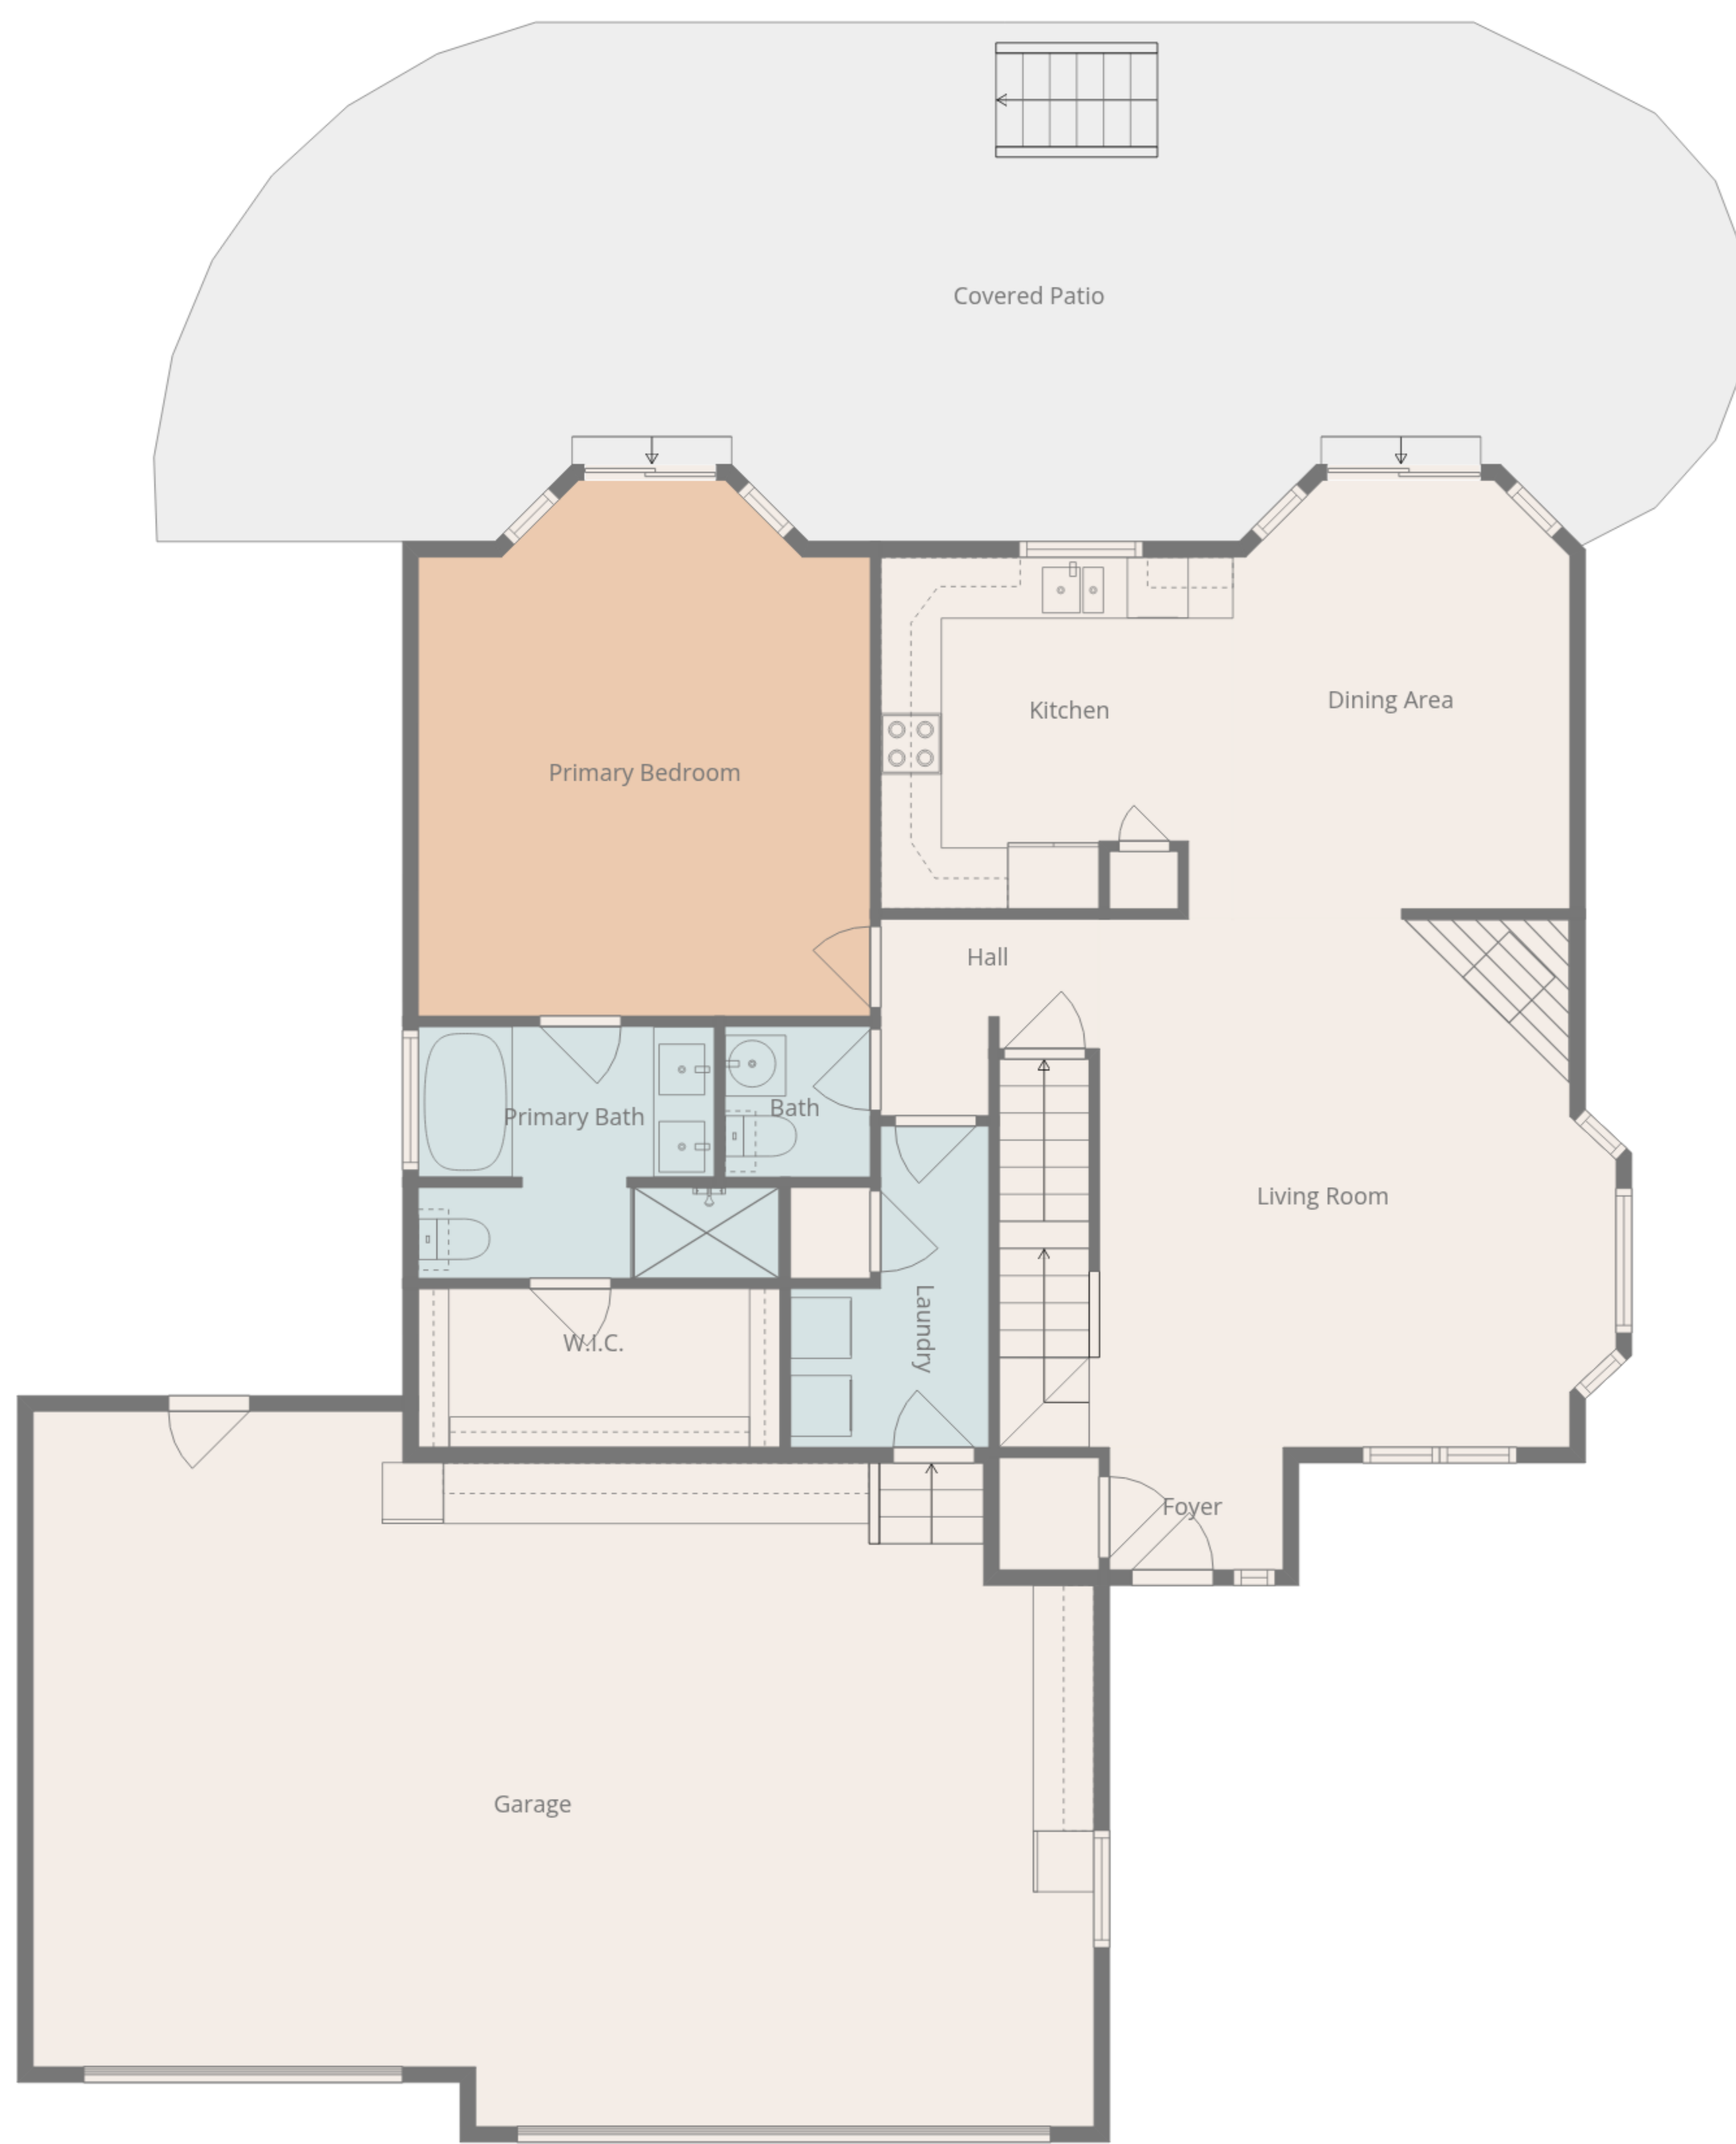 Covered Patio
Primary Bedroom
Kitchen
Dining Area
Hall
Primary Bath
Bath
Living Room
Laundry
W.I.C.
Foyer
Garage